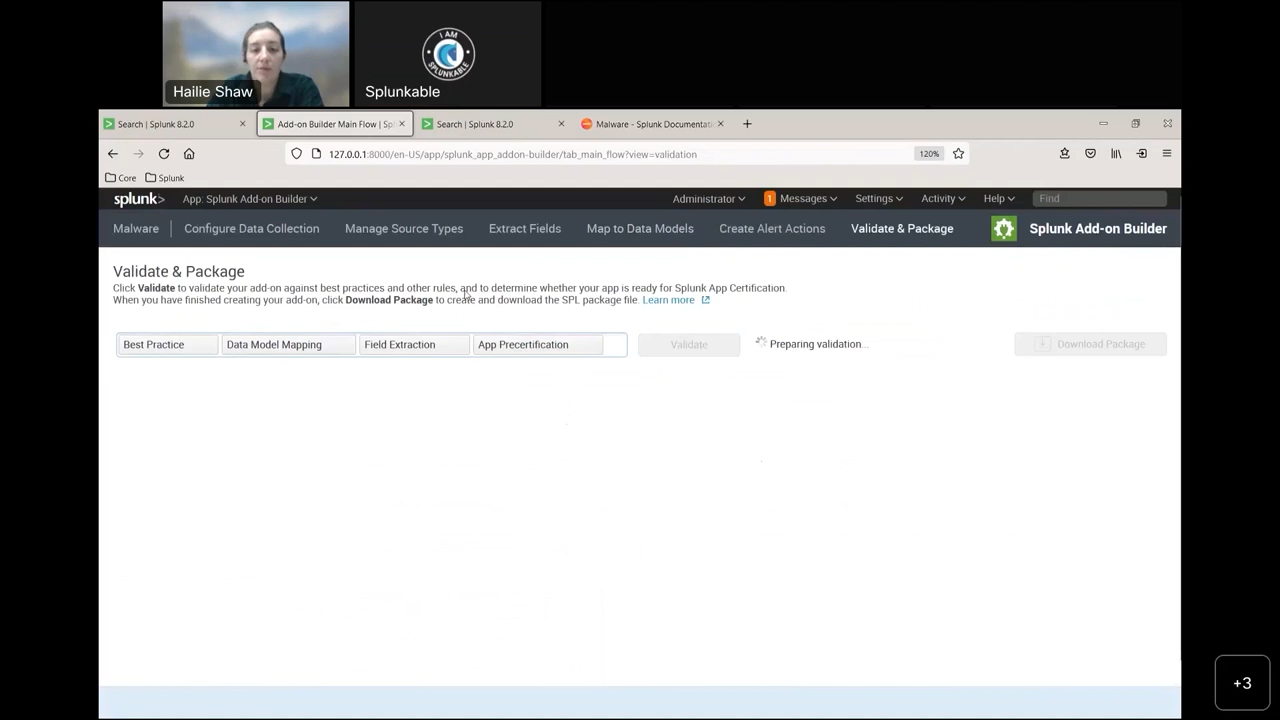 I AM
SPLUNKABLE
Hailie Shaw
Splunkable
Search | Splunk 8.2.0
Add-on Builder Main Flow | Spl
Search | Splunk 8.2.0
Malware - Splunk Documentati
127.0.0.1:8000/en-US/app/splunk_app_addon-builder/tab_main_flow?view=validation
120%
Core
Splunk
splunk>
App: Splunk Add-on Builder
Administrator
1
Messages
Settings
Activity
Help
Find
Malware
Configure Data Collection
Manage Source Types
Extract Fields
Map to Data Models
Create Alert Actions
Validate & Package
Splunk Add-on Builder
Validate & Package
Click Validate to validate your add-on against best practices and other rules, and to determine whether your app is ready for Splunk App Certification.
When you have finished creating your add-on, click Download Package to create and download the SPL package file. Learn more
Best Practice
Data Model Mapping
Field Extraction
App Precertification
Validate
Preparing validation...
Download Package
+3